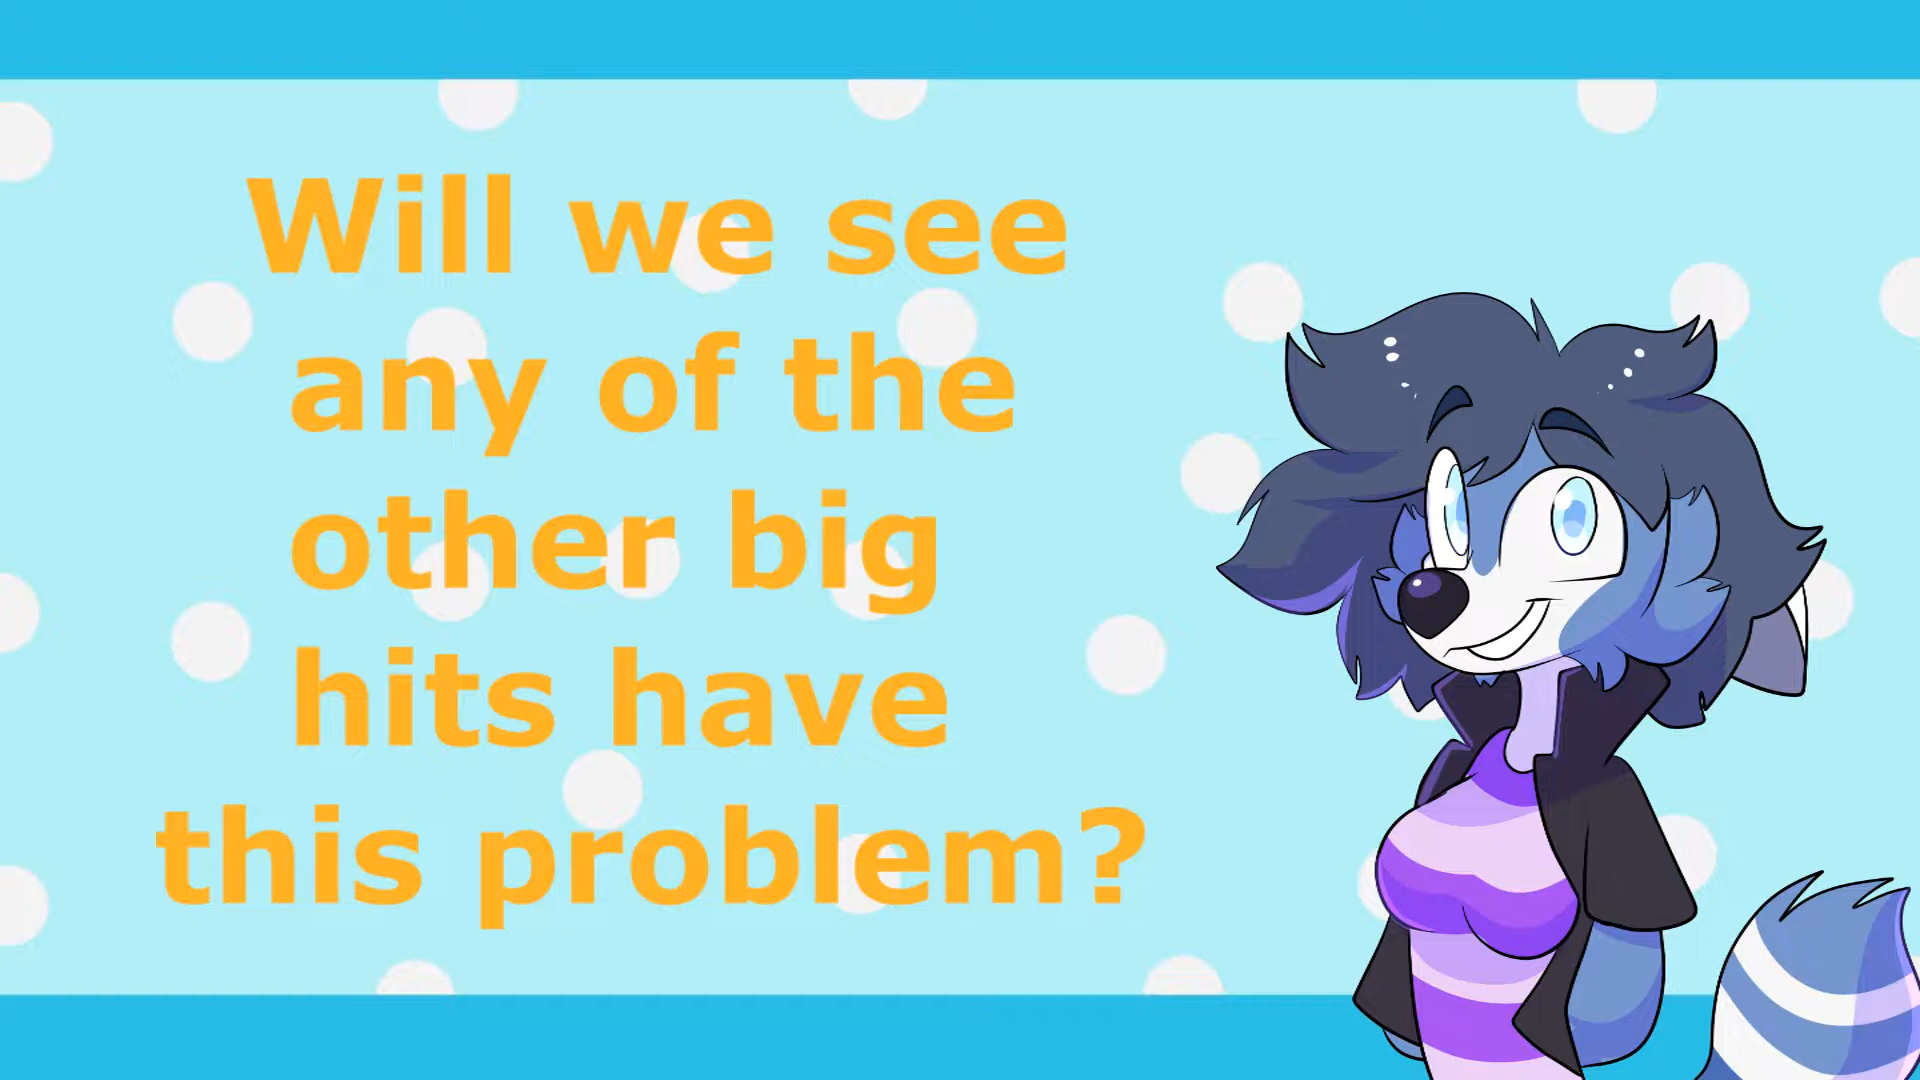 Will we see
any of the
other big
hits have
this problem?